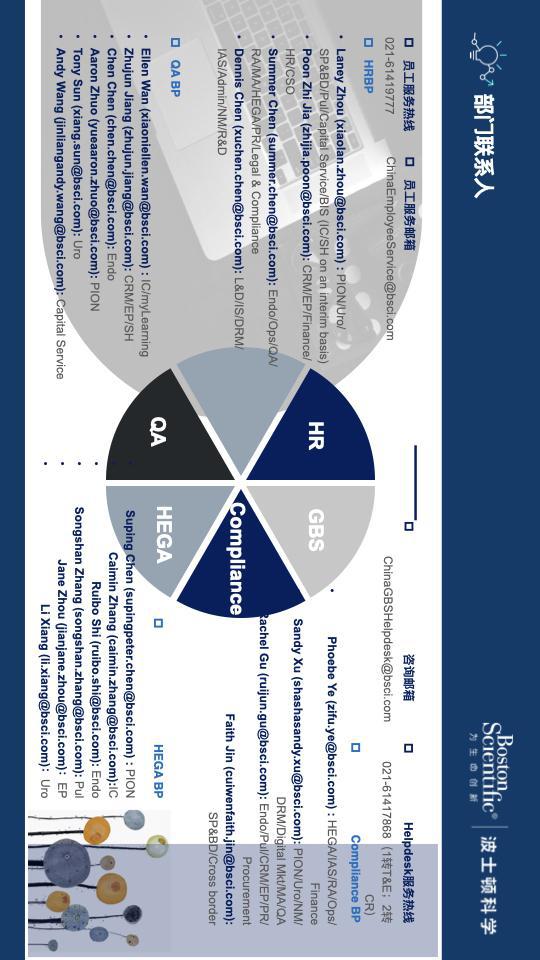 部门联系人
Boston
Scientific®
为生命创新
波士顿科学
员工服务热线
021-61419777
员工服务邮箱
ChinaEmployeeService@bsci.com
HRBP
Laney Zhou (xiaolan.zhou@bsci.com) : PION/Uro/
SP&BD/Pul/Capital Service/BIS (IC/SH on an interim basis)
Poon Zhi Jia (zhijia.poon@bsci.com): CRM/EP/Finance/
HR/CSO
Summer Chen (summer.chen@bsci.com): Endo/Ops/QA/
RA/MA/HEGA/PR/Legal & Compliance
Dennis Chen (xuchen.chen@bsci.com): L&D/IS/DRM/
IAS/Admin/NM/R&D
QA BP
Ellen Wan (xiaoniellen.wan@bsci.com) : IC/myLearning
Zhujun Jiang (zhujun.jiang@bsci.com): CRM/EP/SH
Chen Chen (chen.chen@bsci.com): Endo
Aaron Zhuo (yueaaron.zhuo@bsci.com): PION
Tony Sun (xiang.sun@bsci.com): Uro
Andy Wang (jinliangandy.wang@bsci.com): Capital Service
HR
QA
GBS
Compliance
HEGA
咨询邮箱
ChinaGBSHelpdesk@bsci.com
Helpdesk服务热线
021-61417868（1转T&E；2转
CR)
Compliance BP
Phoebe Ye (zifu.ye@bsci.com) : HEGA/IAS/RA/Ops/
Finance
Sandy Xu (shashasandy.xu@bsci.com): PION/Uro/NM/
DRM/Digital Mkt/MA/QA
Rachel Gu (ruijun.gu@bsci.com): Endo/Pul/CRM/EP/PR/
Procurement
Faith Jin (cuiwenfaith.jin@bsci.com):
SP&BD/Cross border
HEGA BP
Suping Chen (supingpeter.chen@bsci.com) : PION
Caimin Zhang (caimin.zhang@bsci.com):IC
Ruibo Shi (ruibo.shi@bsci.com): Endo
Songshan Zhang (songshan.zhang@bsci.com): Pul
Jane Zhou (jianjane.zhou@bsci.com): EP
Li Xiang (li.xiang@bsci.com): Uro